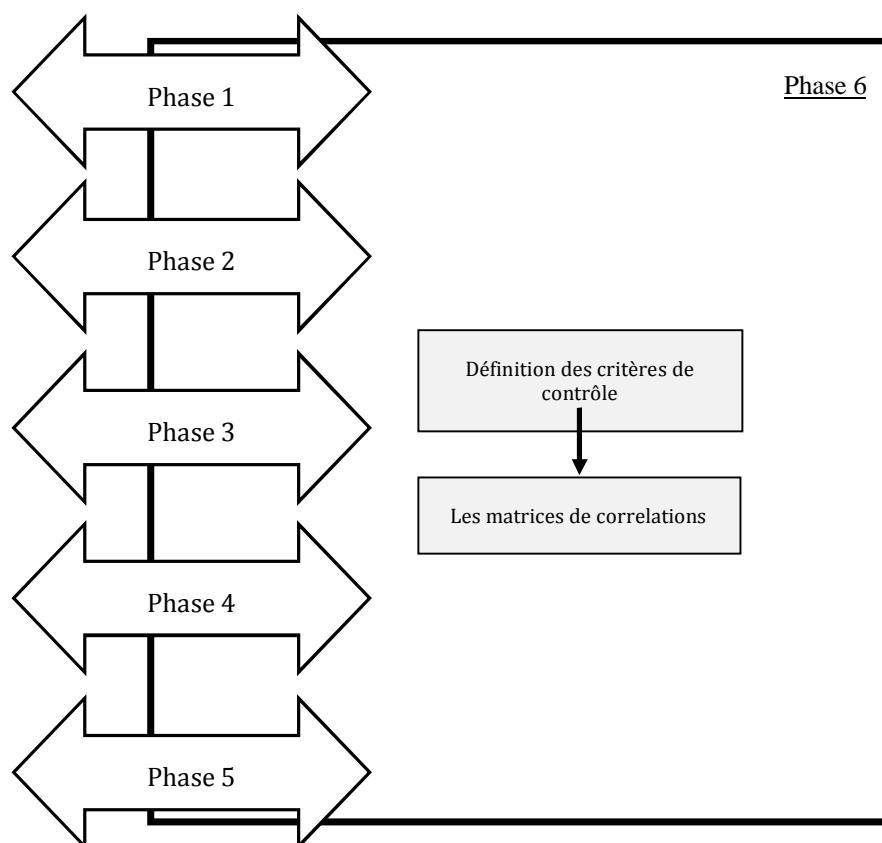 Phase 1
Phase 6
Phase 2
Définition des critères de
contrôle
Phase 3
Les matrices de correlations
Phase 4
Phase 5